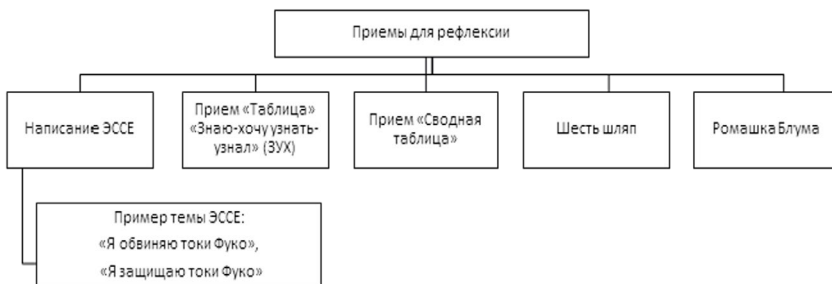 Приемы для рефлексии
Написание ЭССЕ
Прием «Таблица»
«Знаю-хочу узнать-
узнал» (ЗУХ)
Прием «Сводная
таблица»
Шесть шляп
Ромашка Блума
Пример темы ЭССЕ:
«Я обвиняю токи Фуко»,
«Я защищаю токи Фуко»